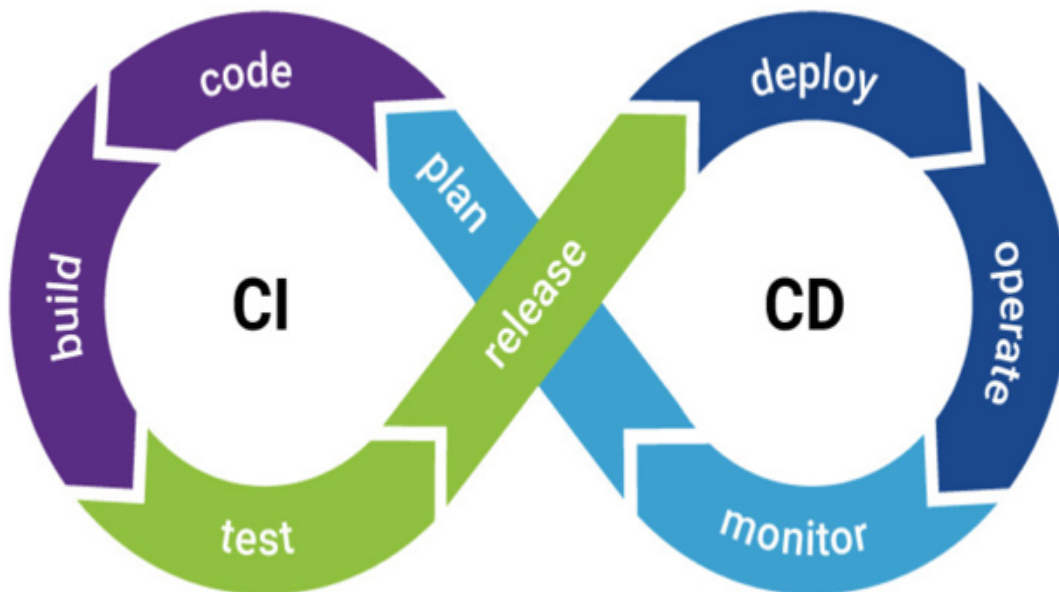 code
deploy
plan
build
CI
release
CD
operate
test
monitor